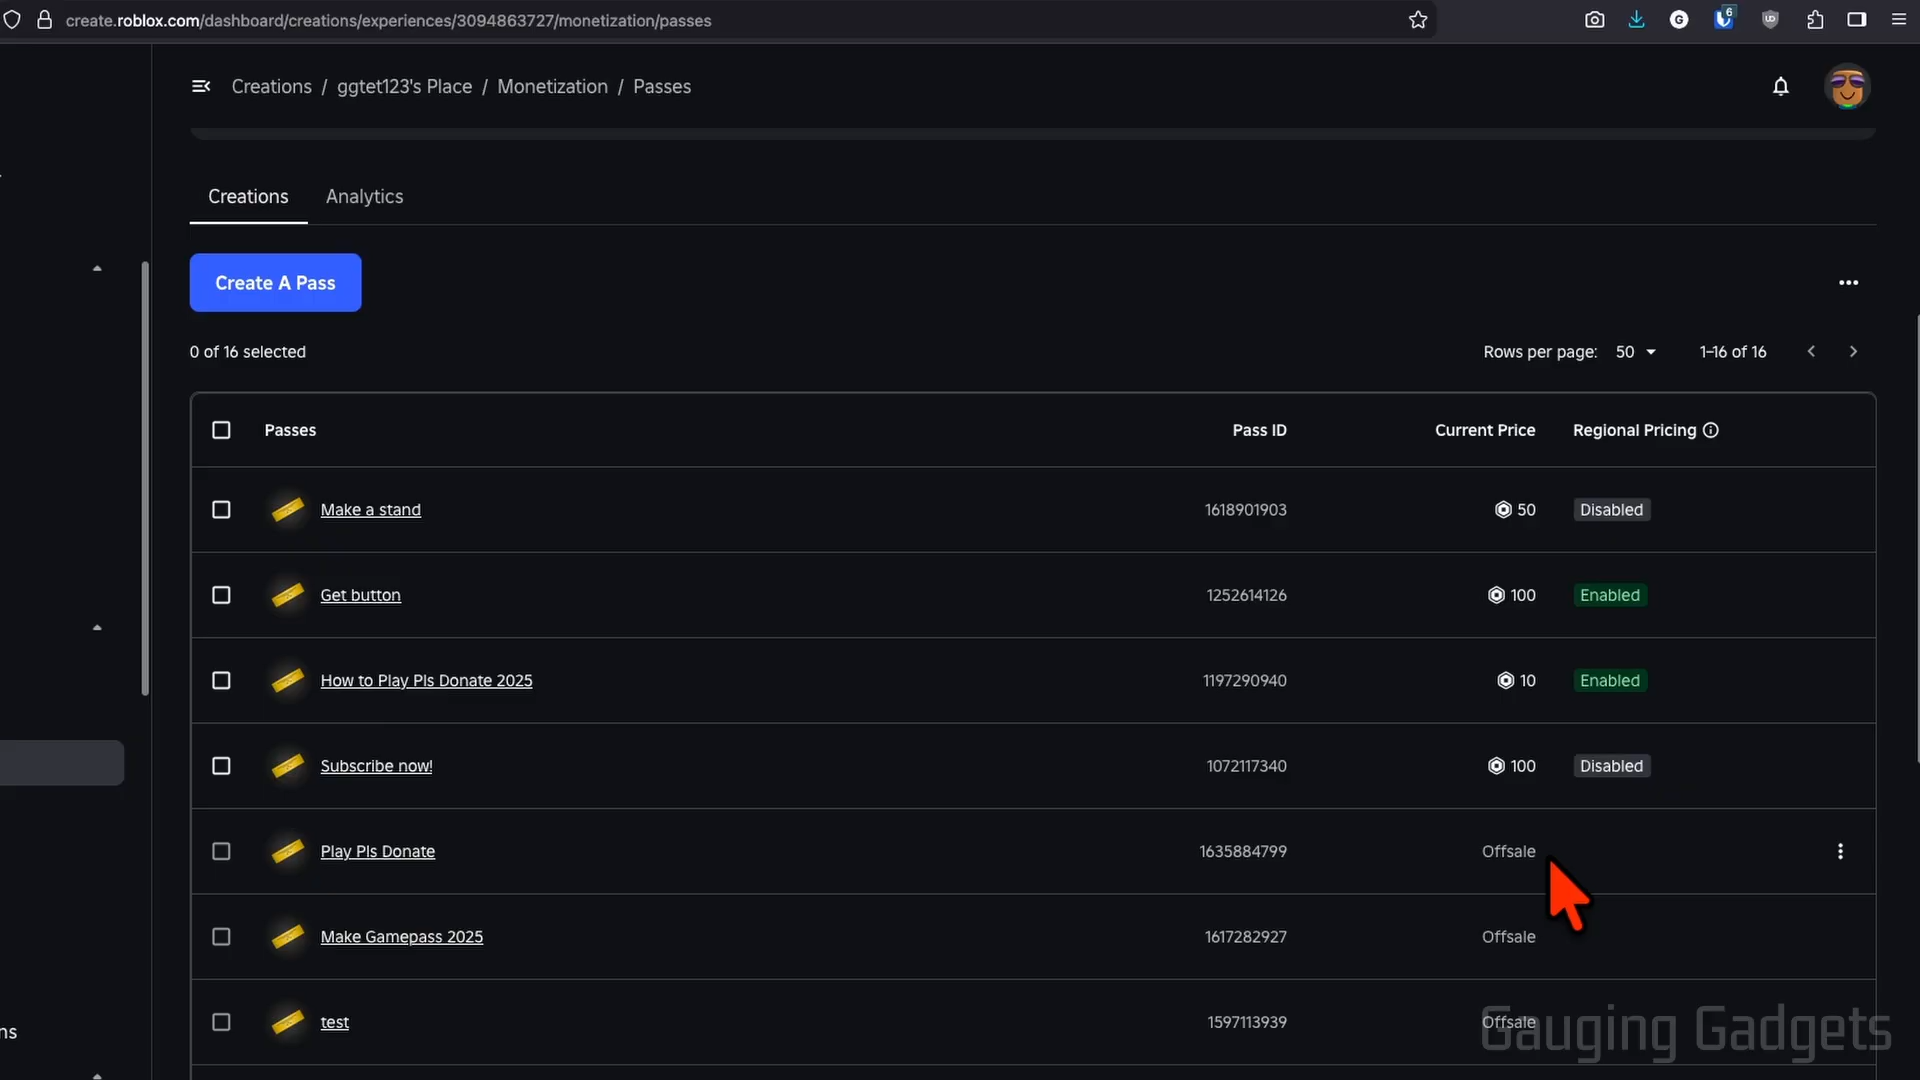 create.roblox.com/dashboard/creations/experiences/3094863727/monetization/passes
6
G
UD
Creations / ggtet123's Place / Monetization / Passes
Creations Analytics
Create A Pass
0 of 16 selected
Rows per page: 50 1-16 of 16
Passes Pass ID Current Price Regional Pricing
Make a stand 1618901903 50 Disabled
Get button 1252614126 100 Enabled
How to Play Pls Donate 2025 1197290940 10 Enabled
Subscribe now! 1072117340 100 Disabled
Play Pls Donate 1635884799 Offsale
Make Gamepass 2025 1617282927 Offsale
test 1597113939 Offsale
ns
Gauging Gadgets